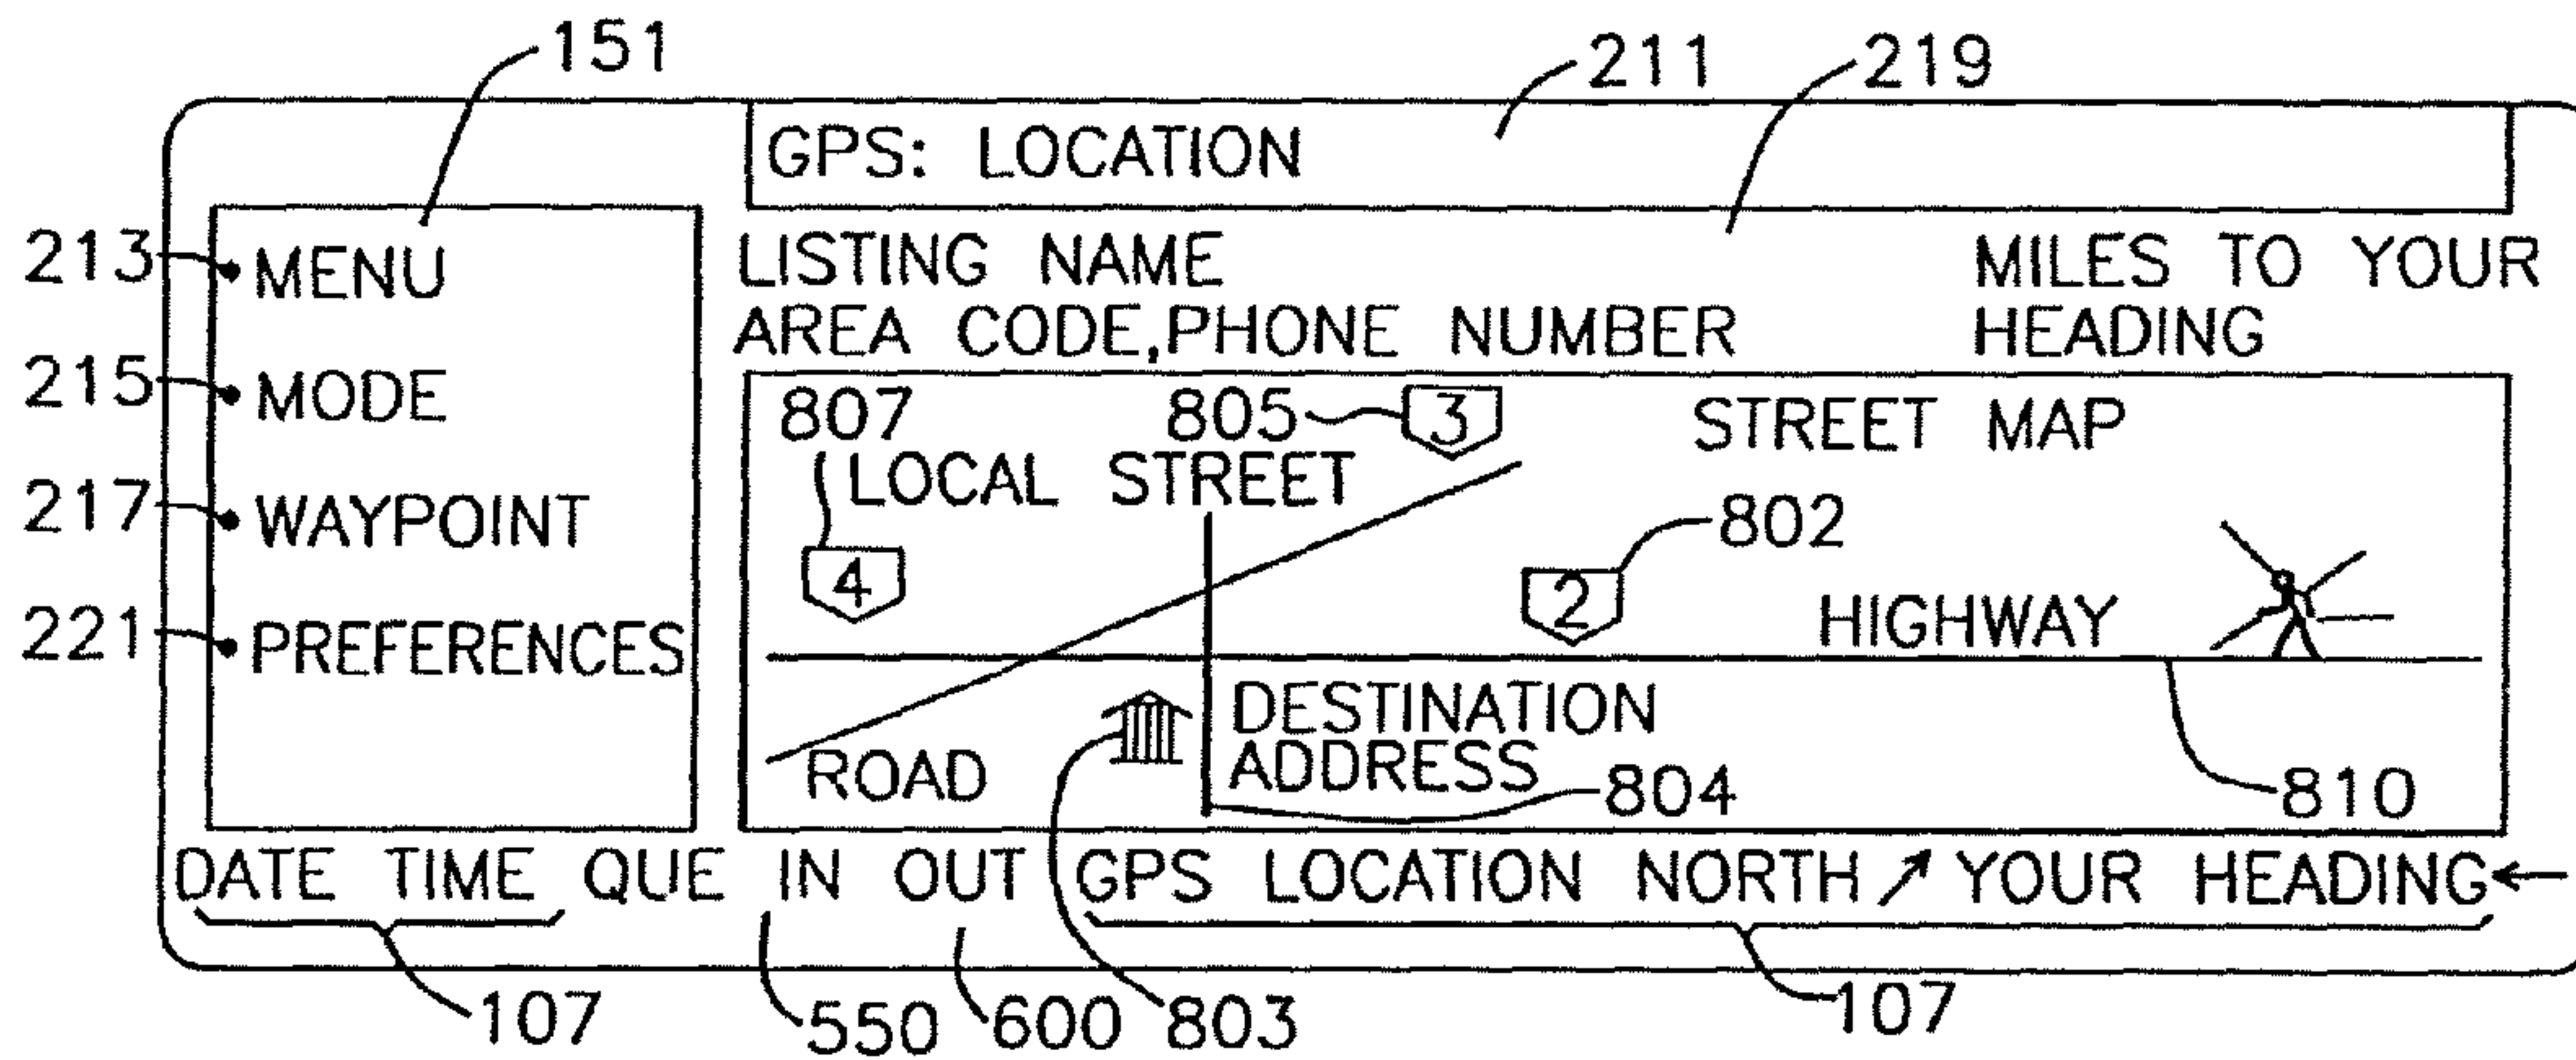 151
211
219
GPS: LOCATION
213
MENU
LISTING NAME
MILES TO YOUR
AREA CODE,PHONE NUMBER
HEADING
215
MODE
807
805
3
STREET MAP
LOCAL STREET
217
WAYPOINT
802
4
2
HIGHWAY
221
PREFERENCES
DESTINATION
ADDRESS
ROAD
804
810
DATE TIME QUE IN OUT GPS LOCATION NORTH ↗ YOUR HEADING ←
107
550
600
803
107